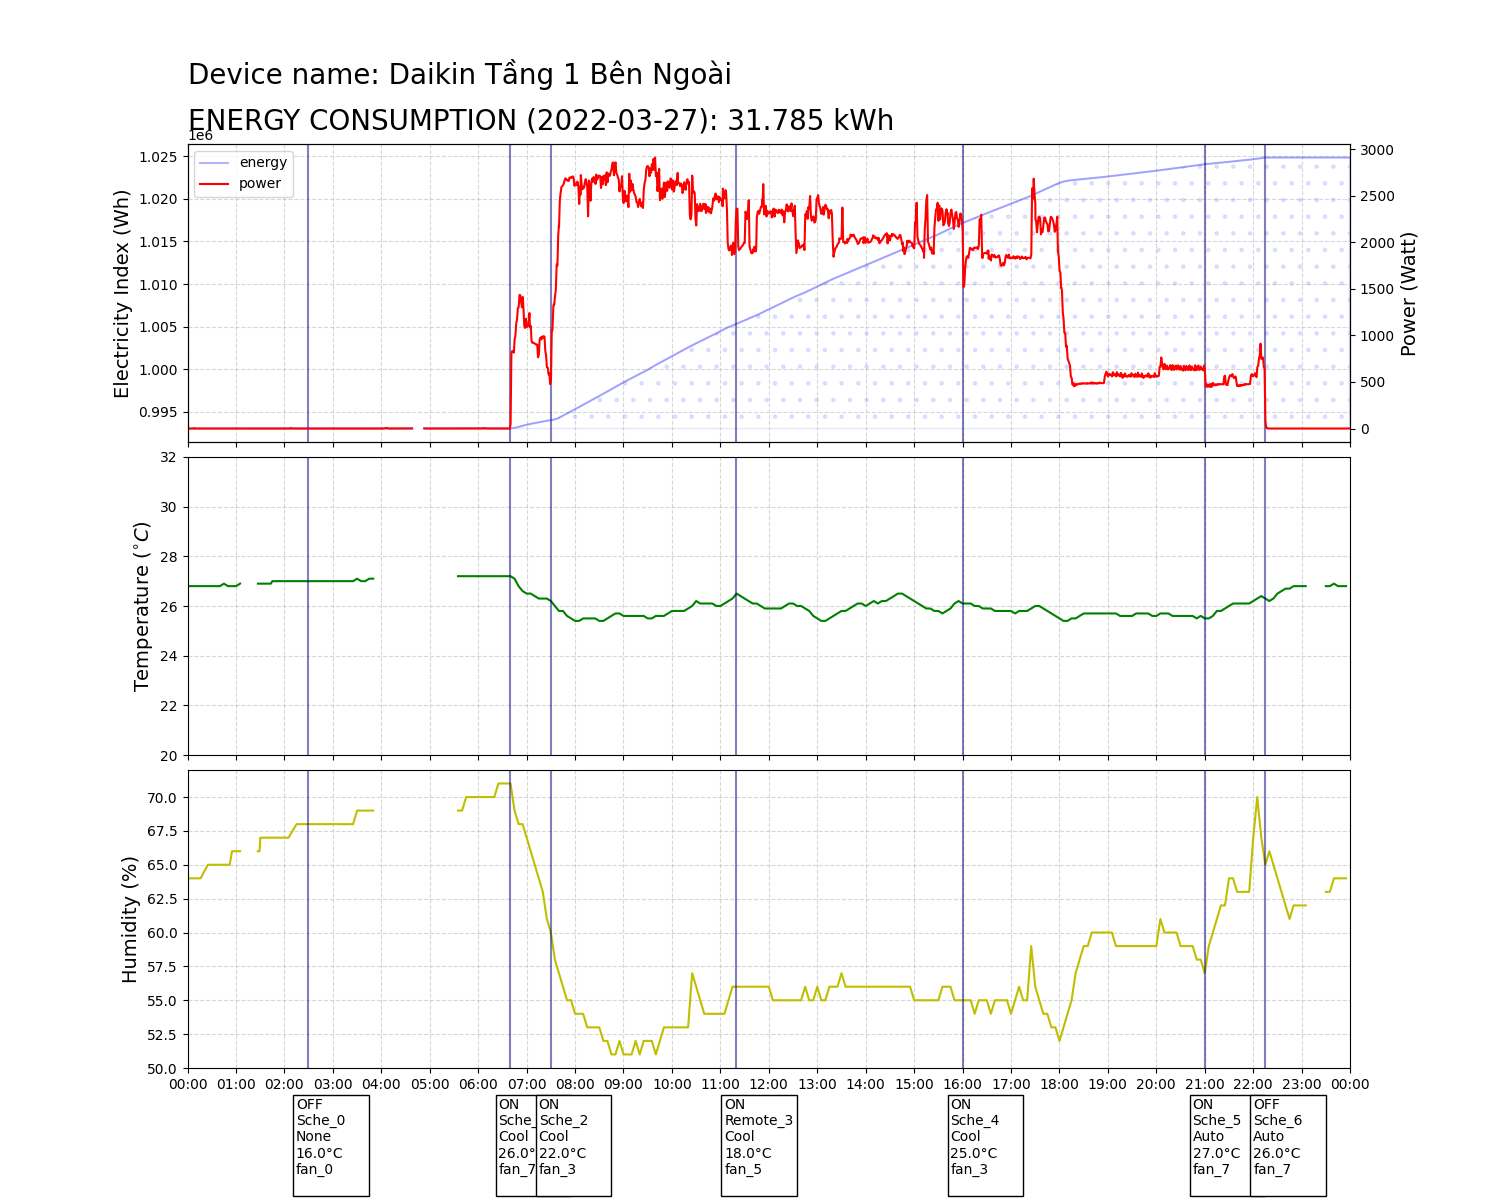 Device name: Daikin Tầng 1 Bên Ngoài
ENERGY CONSUMPTION (2022-03-27): 31.785 kWh
1e6
energy
power
1.025
1.020
1.015
1.010
1.005
1.000
0.995
Electricity Index (Wh)
3000
2500
2000
1500
1000
500
0
Power (Watt)
32
30
28
26
24
22
20
Temperature (°C)
70.0
67.5
65.0
62.5
60.0
57.5
55.0
52.5
50.0
Humidity (%)
00:00 01:00 02:00 03:00 04:00 05:00 06:00 07:00 08:00 09:00 10:00 11:00 12:00 13:00 14:00 15:00 16:00 17:00 18:00 19:00 20:00 21:00 22:00 23:00 00:00
OFF
Sche_0
None
16.0°C
fan_0
ON
Sche_
Cool
26.0°
fan_7
ON
Sche_2
Cool
22.0°C
fan_3
ON
Remote_3
Cool
18.0°C
fan_5
ON
Sche_4
Cool
25.0°C
fan_3
ON
Sche_5
Auto
27.0°C
fan_7
OFF
Sche_6
Auto
26.0°C
fan_7